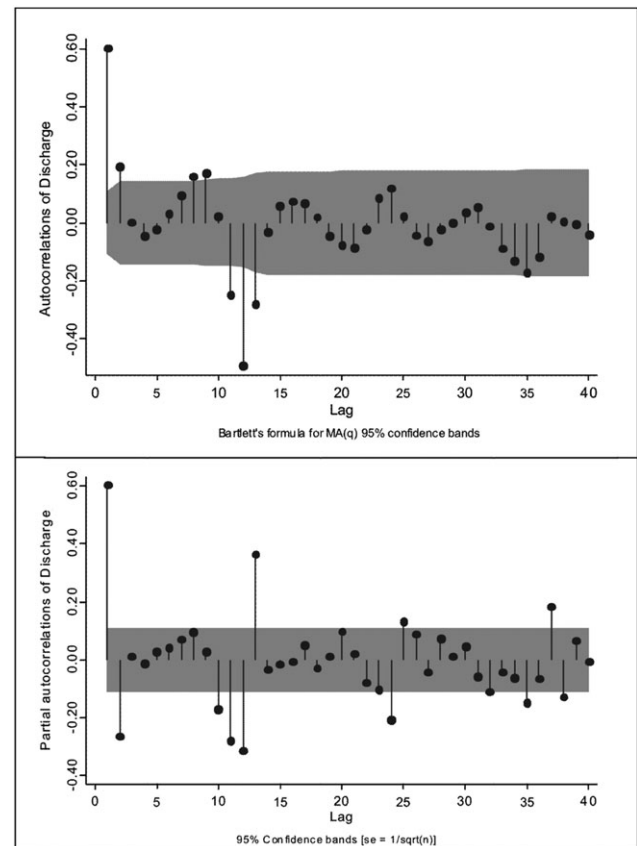 Autocorrelations of Discharge
0.60
0.40
0.20
0.00
-0.20
-0.40
0 5 10 15 20 25 30 35 40
Lag
Bartlett's formula for MA(q) 95% confidence bands
Partial autocorrelations of Discharge
0.60
0.40
0.20
0.00
-0.20
-0.40
0 5 10 15 20 25 30 35 40
Lag
95% Confidence bands [se = 1/sqrt(n)]